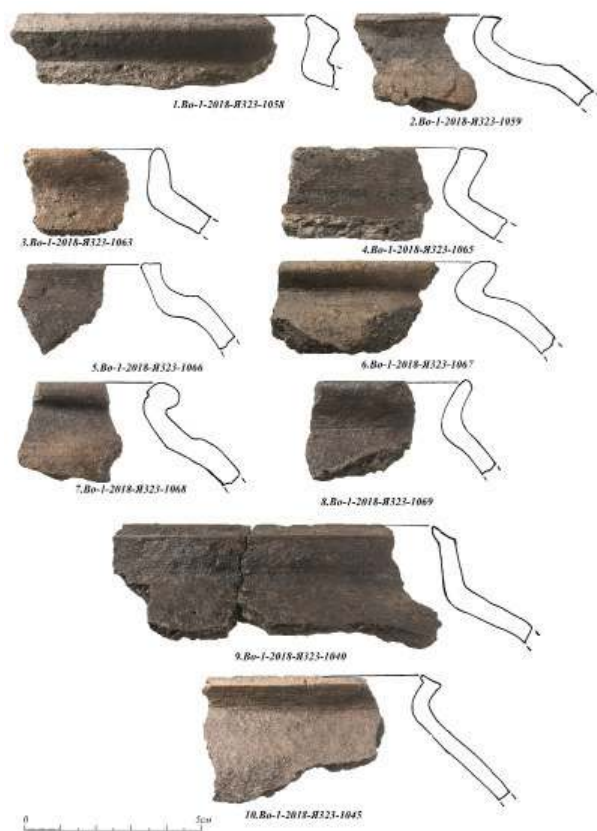 1.Во-1-2018-Я323-1058
2.Во-1-2018-Я323-1059
3.Во-1-2018-Я323-1063
4.Во-1-2018-Я323-1065
5.Во-1-2018-Я323-1066
6.Во-1-2018-Я323-1067
7.Во-1-2018-Я323-1068
8.Во-1-2018-Я323-1069
9.Во-1-2018-Я323-1040
10.Во-1-2018-Я323-1045
0 5см